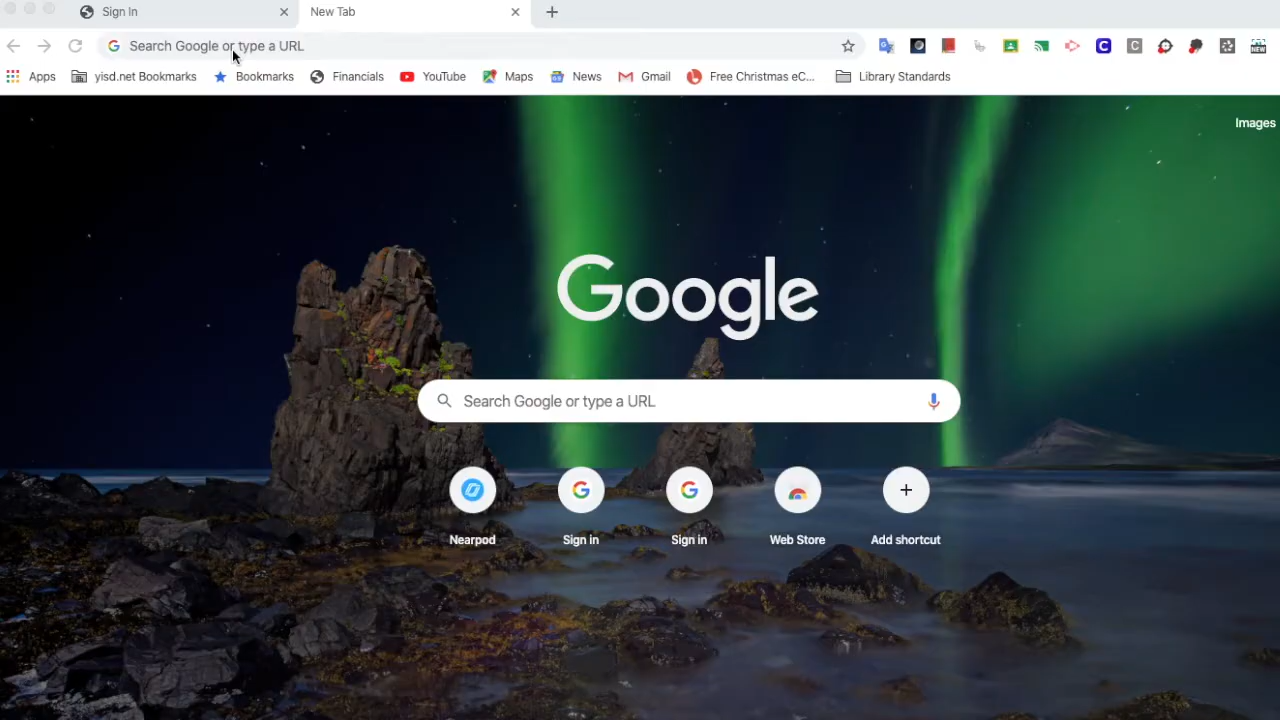 Sign In
New Tab
Search Google or type a URL
Apps
yisd.net Bookmarks
Bookmarks
Financials
YouTube
Maps
News
Gmail
Free Christmas eC...
Library Standards
Images
Google
Search Google or type a URL
Nearpod
Sign in
Sign in
Web Store
Add shortcut